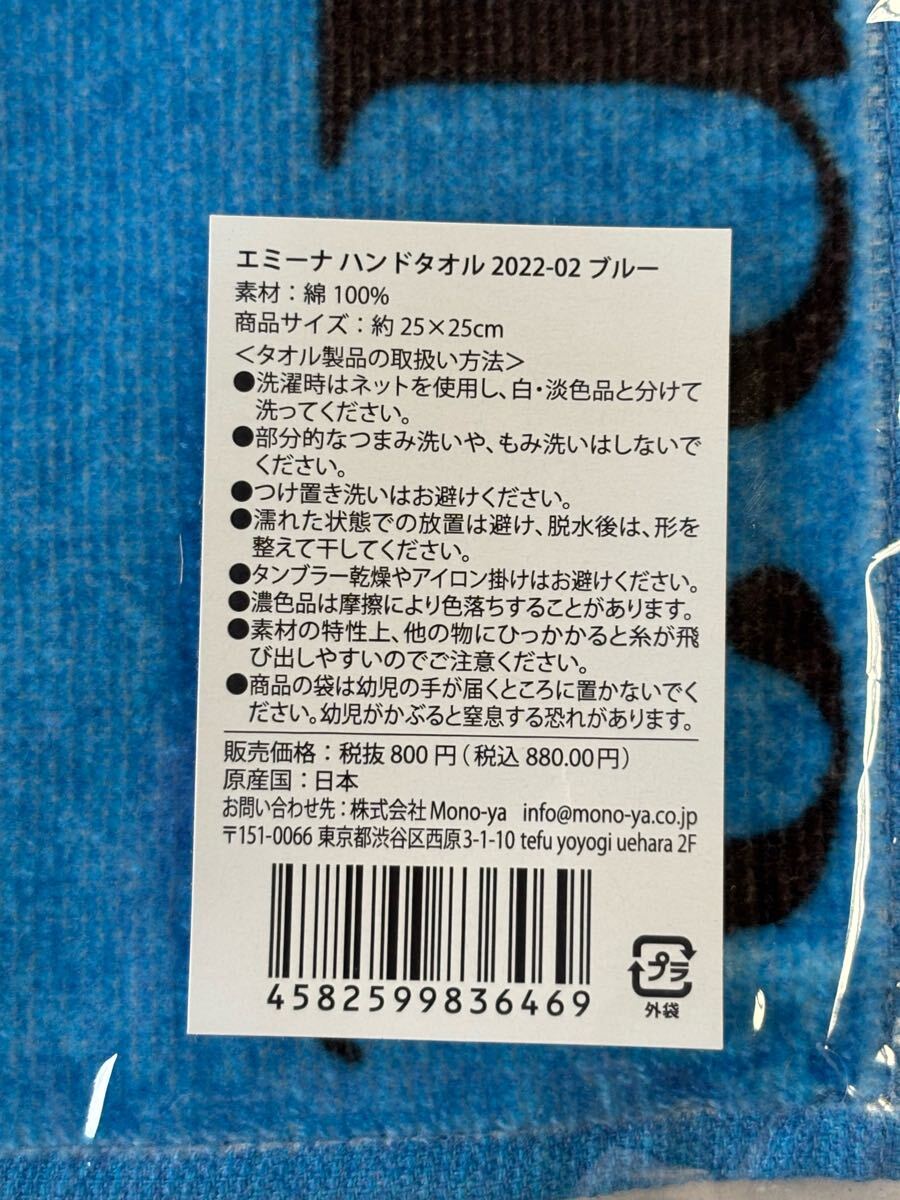 エミーナ ハンドタオル 2022-02 ブルー
素材：綿 100%
商品サイズ：約 25×25cm
＜タオル製品の取扱い方法＞
●洗濯時はネットを使用し、白・淡色品と分けて
洗ってください。
●部分的なつまみ洗いや、もみ洗いはしないで
ください。
●つけ置き洗いはお避けください。
●濡れた状態での放置は避け、脱水後は、形を
整えて干してください。
●タンブラー乾燥やアイロン掛けはお避けください。
●濃色品は摩擦により色落ちすることがあります。
●素材の特性上、他の物にひっかかると糸が飛
び出しやすいのでご注意ください。
●商品の袋は幼児の手が届くところに置かないでく
ださい。幼児がかぶると窒息する恐れがあります。
販売価格：税抜 800 円（税込 880.00円）
原産国：日本
お問い合わせ先：株式会社Mono-ya info@mono-ya.co.jp
〒151-0066 東京都渋谷区西原3-1-10 tefu yoyogi uehara 2F
4582599836469
プラ
外袋